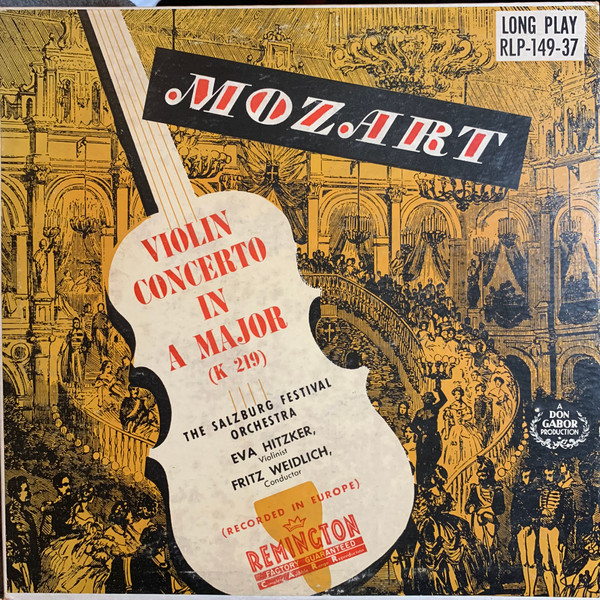 LONG PLAY
RLP-149-37
MOZART
VIOLIN
CONCERTO
IN
A MAJOR
(K 219)
THE SALZBURG FESTIVAL
ORCHESTRA
EVA HITZKER,
Violinist
FRITZ WEIDLICH,
Conductor
A
DON
GABOR
PRODUCTION
(RECORDED IN EUROPE)
REMINGTON
FACTORY GUARANTEED